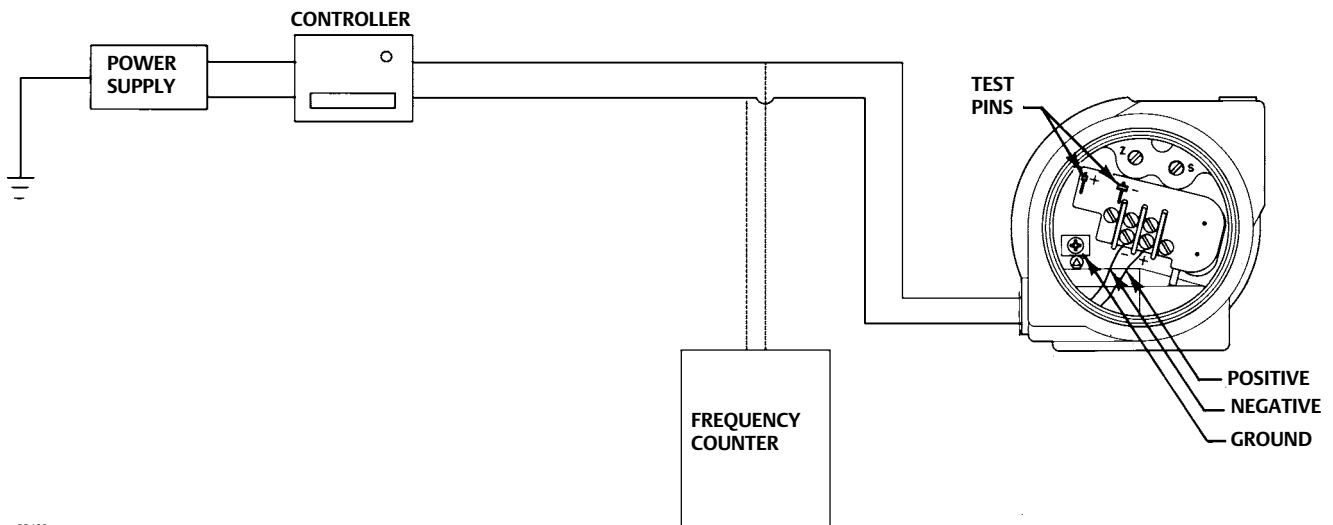 CONTROLLER
POWER
SUPPLY
TEST
PINS
Z
S
+
-
-
+
POSITIVE
NEGATIVE
GROUND
FREQUENCY
COUNTER